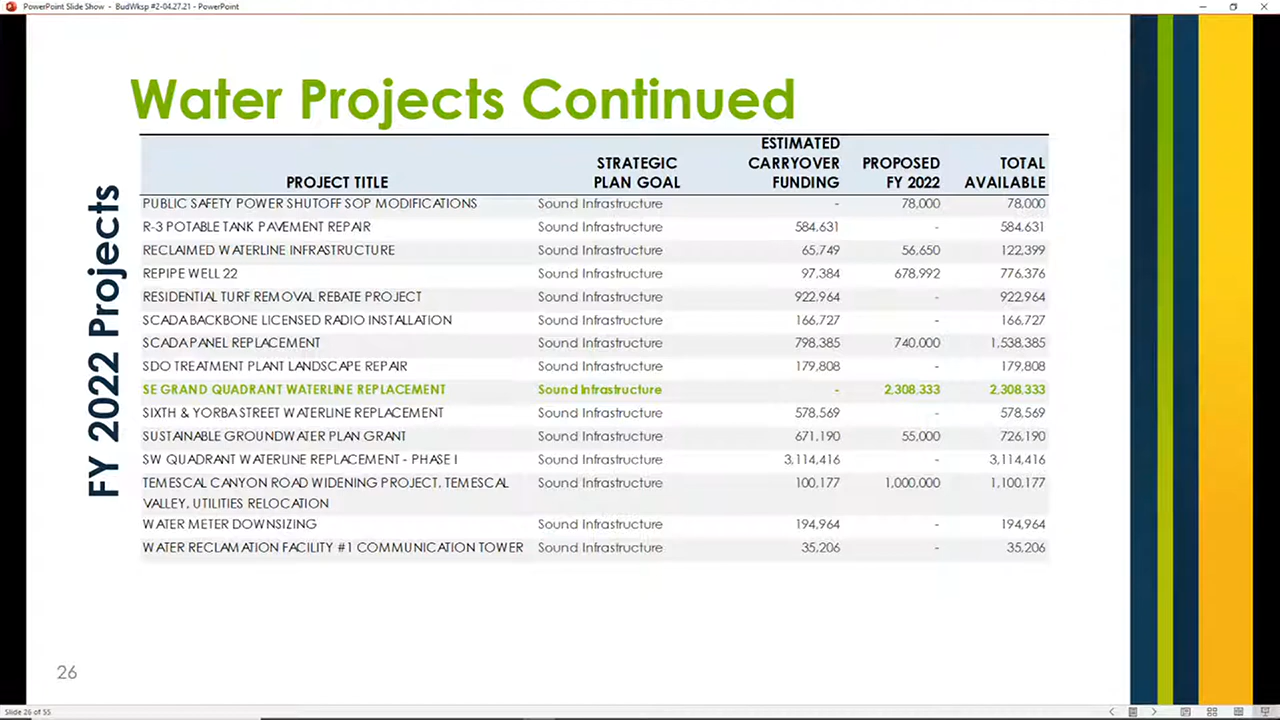 PowerPoint Slide Show - BudWksp #2-04.27.21 - PowerPoint
Water Projects Continued
FY 2022 Projects
PROJECT TITLE STRATEGIC PLAN GOAL ESTIMATED CARRYOVER FUNDING PROPOSED FY 2022 TOTAL AVAILABLE
PUBLIC SAFETY POWER SHUTOFF SOP MODIFICATIONS Sound Infrastructure - 78,000 78,000
R-3 POTABLE TANK PAVEMENT REPAIR Sound Infrastructure 584,631 - 584,631
RECLAIMED WATERLINE INFRASTRUCTURE Sound Infrastructure 65,749 56,650 122,399
REPIPE WELL 22 Sound Infrastructure 97,384 678,992 776,376
RESIDENTIAL TURF REMOVAL REBATE PROJECT Sound Infrastructure 922,964 - 922,964
SCADA BACKBONE LICENSED RADIO INSTALLATION Sound Infrastructure 166,727 - 166,727
SCADA PANEL REPLACEMENT Sound Infrastructure 798,385 740,000 1,538,385
SDO TREATMENT PLANT LANDSCAPE REPAIR Sound Infrastructure 179,808 - 179,808
SE GRAND QUADRANT WATERLINE REPLACEMENT Sound Infrastructure - 2,308,333 2,308,333
SIXTH & YORBA STREET WATERLINE REPLACEMENT Sound Infrastructure 578,569 - 578,569
SUSTAINABLE GROUNDWATER PLAN GRANT Sound Infrastructure 671,190 55,000 726,190
SW QUADRANT WATERLINE REPLACEMENT - PHASE I Sound Infrastructure 3,114,416 - 3,114,416
TEMESCAL CANYON ROAD WIDENING PROJECT, TEMESCAL Sound Infrastructure 100,177 1,000,000 1,100,177
VALLEY, UTILITIES RELOCATION
WATER METER DOWNSIZING Sound Infrastructure 194,964 - 194,964
WATER RECLAMATION FACILITY #1 COMMUNICATION TOWER Sound Infrastructure 35,206 - 35,206
26
Slide 26 of 55